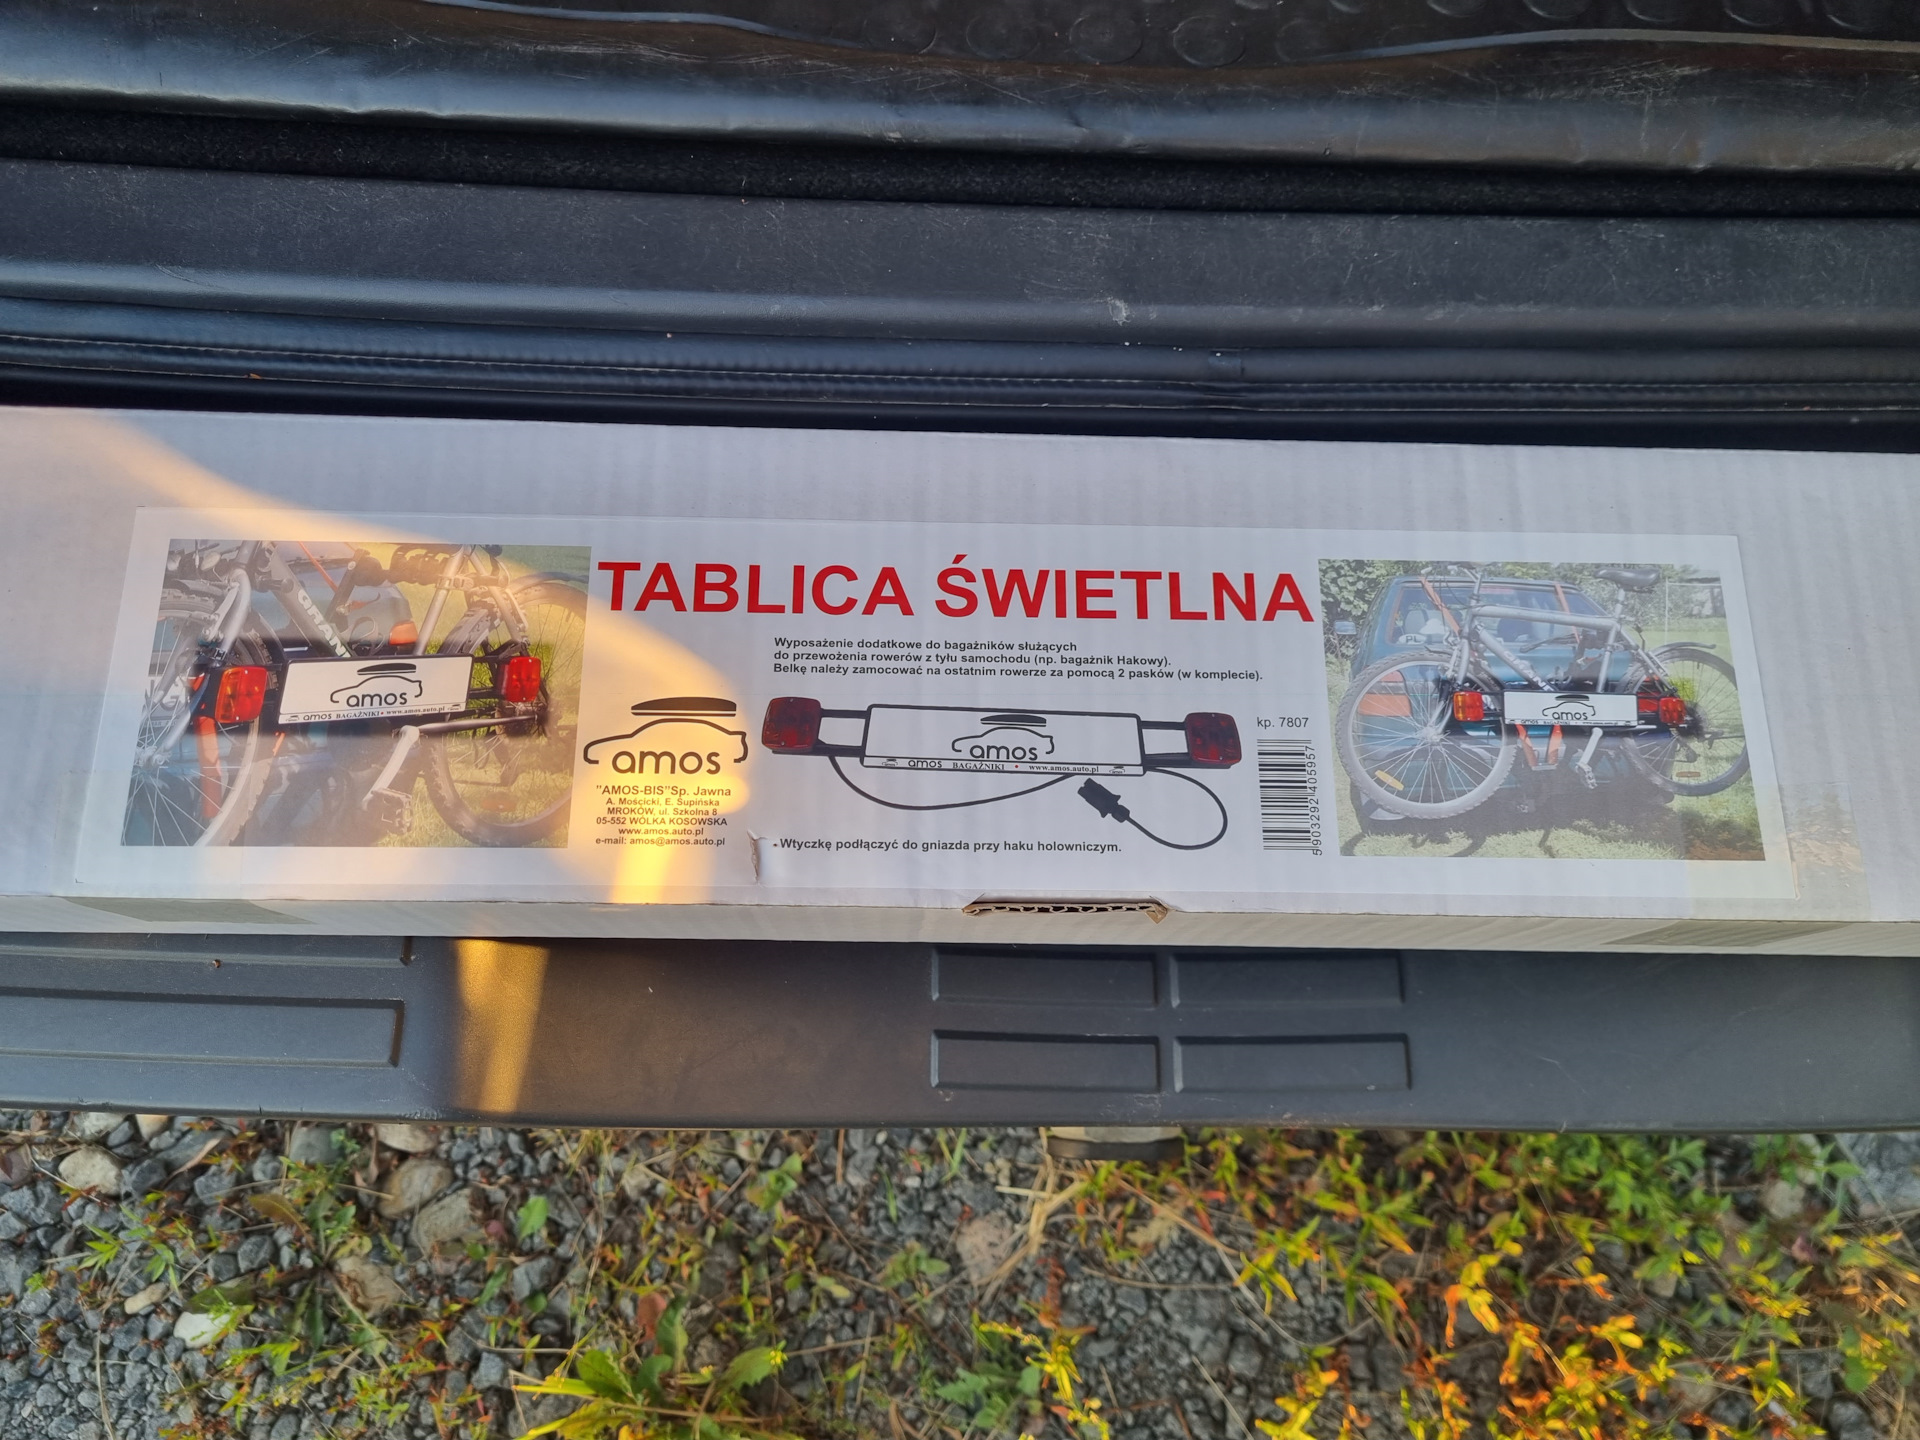 TABLICA ŚWIETLNA
Wyposażenie dodatkowe do bagażników służących
do przewożenia rowerów z tyłu samochodu (np. bagażnik Hakowy).
Belkę należy zamocować na ostatnim rowerze za pomocą 2 pasków (w komplecie).
amos
amos BAGAŻNIKI • www.amos.auto.pl
amos
"AMOS-BIS"Sp. Jawna
A. Mościcki, E. Supińska
MROKÓW, ul. Szkolna 8
05-552 WÓLKA KOSOWSKA
www.amos.auto.pl
e-mail: amos@amos.auto.pl
amos
amos BAGAŻNIKI • www.amos.auto.pl
Wtyczkę podłączyć do gniazda przy haku holowniczym.
kp. 7807
5903292405957
PL
amos